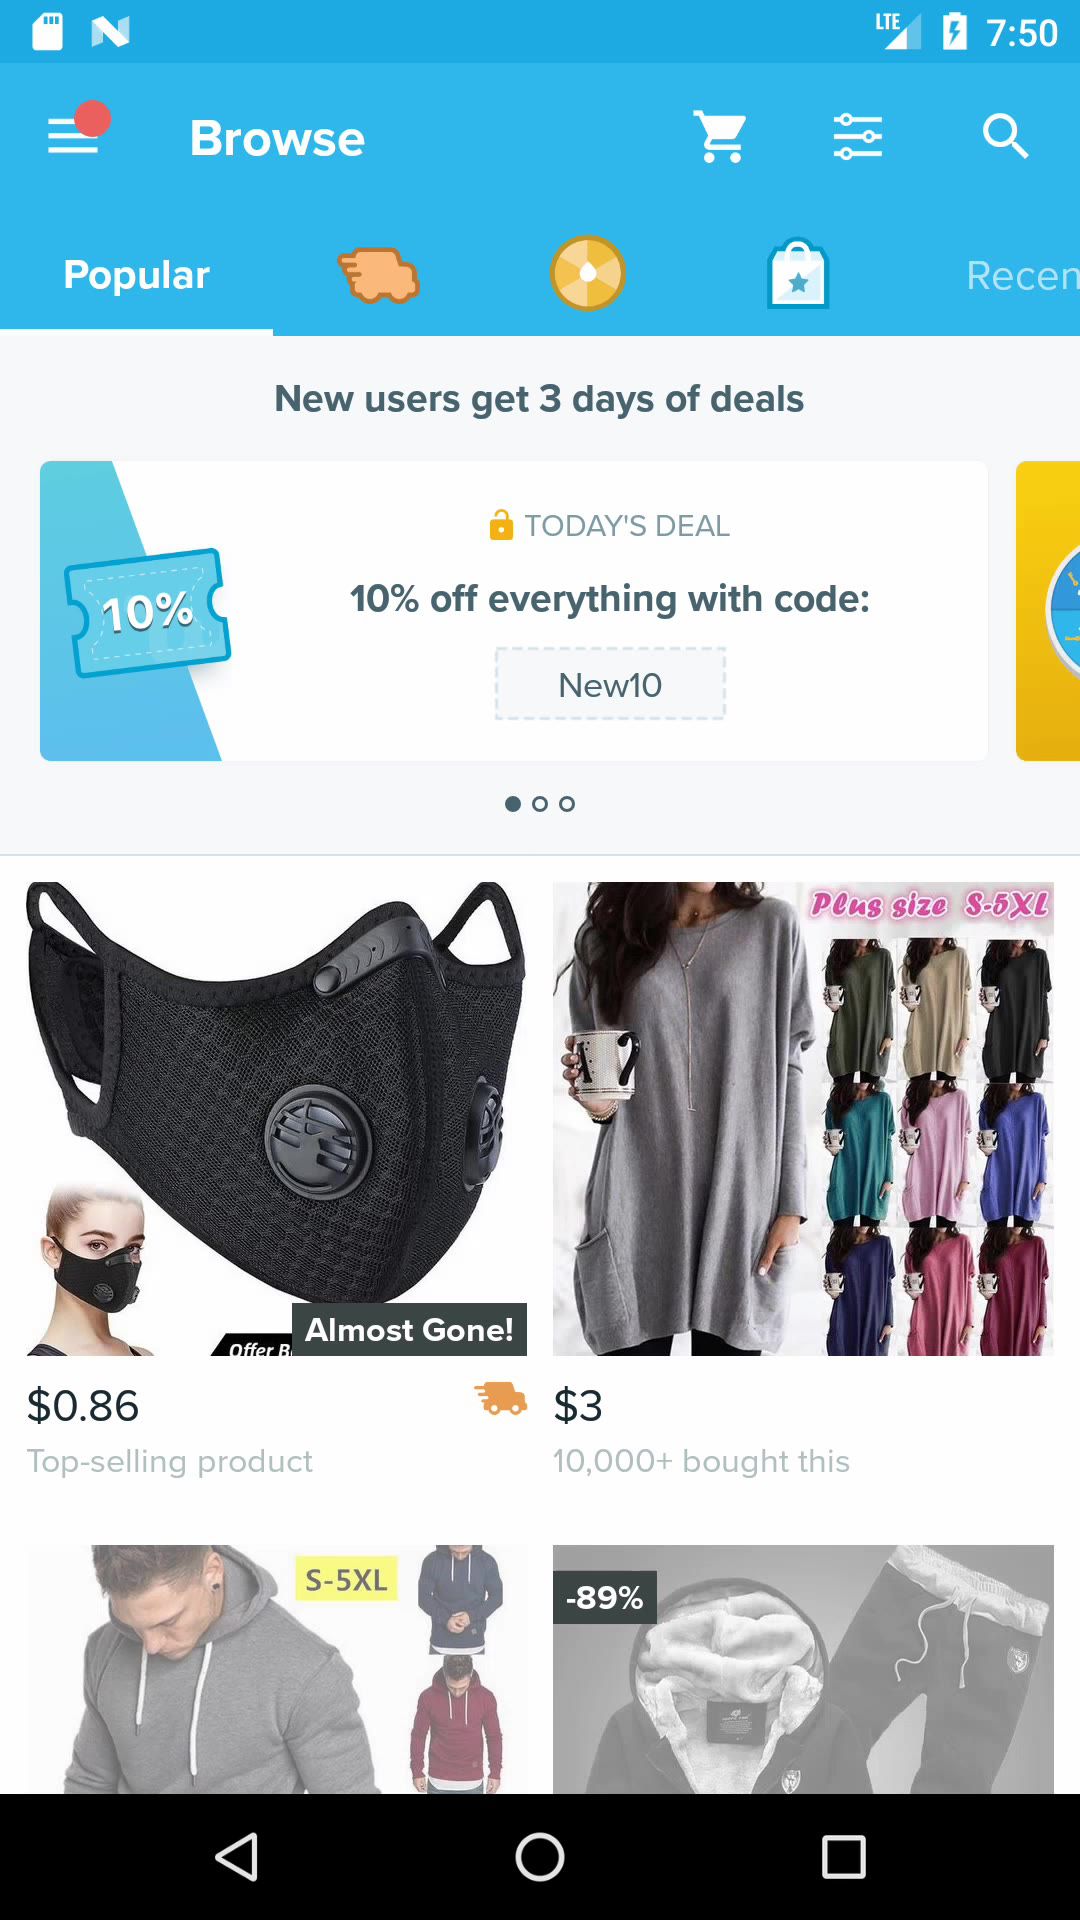 LTE
7:50
Browse
Popular
Recen
New users get 3 days of deals
TODAY'S DEAL
10% off everything with code:
10%
New10
Plus size S-5XL
Almost Gone!
Offer B
$0.86
$3
Top-selling product
10,000+ bought this
S-5XL
-89%